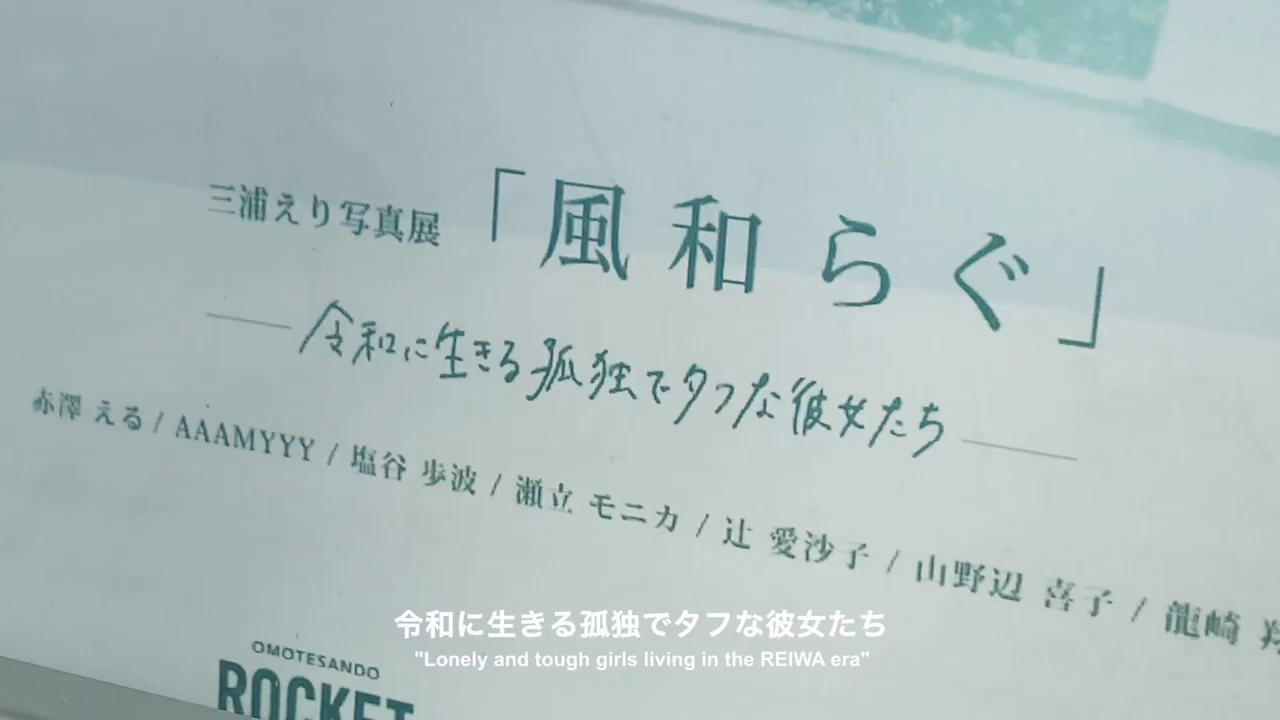 三浦えり写真展「風和らぐ」
令和に生きる孤独でタフな彼女たち
赤澤 える / AAAMYYY / 塩谷 歩波 / 瀬立 モニカ / 辻 愛沙子 / 山野辺 喜子 / 龍崎
令和に生きる孤独でタフな彼女たち
"Lonely and tough girls living in the REIWA era"
OMOTESANDO
ROCKET